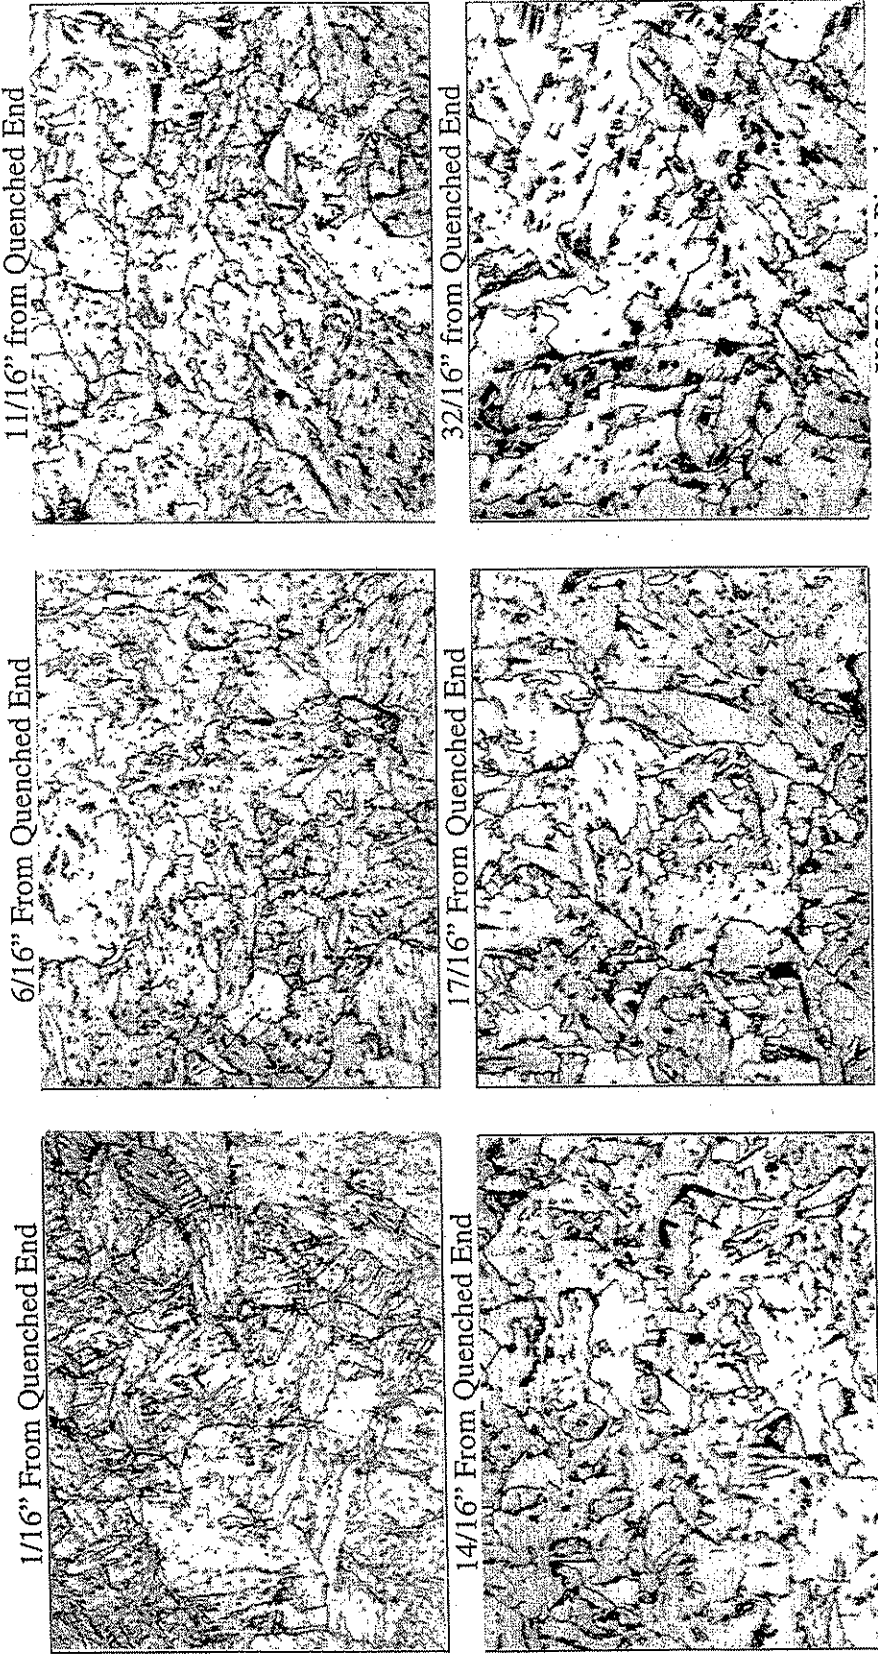 1/16” From Quenched End
6/16” From Quenched End
11/16” from Quenched End
14/16” From Quenched End
17/16” From Quenched End
32/16” from Quenched End